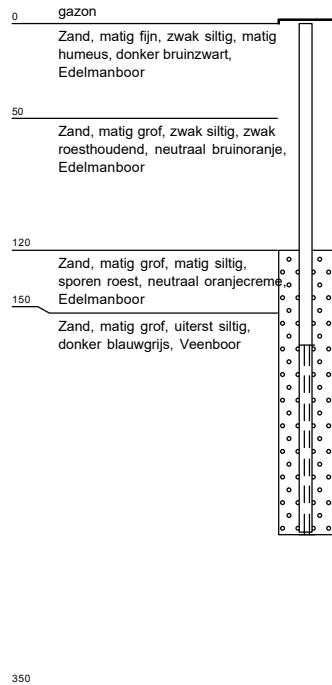 0
gazon
Zand, matig fijn, zwak siltig, matig
humeus, donker bruinzwart,
Edelmanboor
50
Zand, matig grof, zwak siltig, zwak
roesthoudend, neutraal bruinoranje,
Edelmanboor
120
Zand, matig grof, matig siltig,
sporen roest, neutraal oranjecreme,
Edelmanboor
150
Zand, matig grof, uiterst siltig,
donker blauwgrijs, Veenboor
350